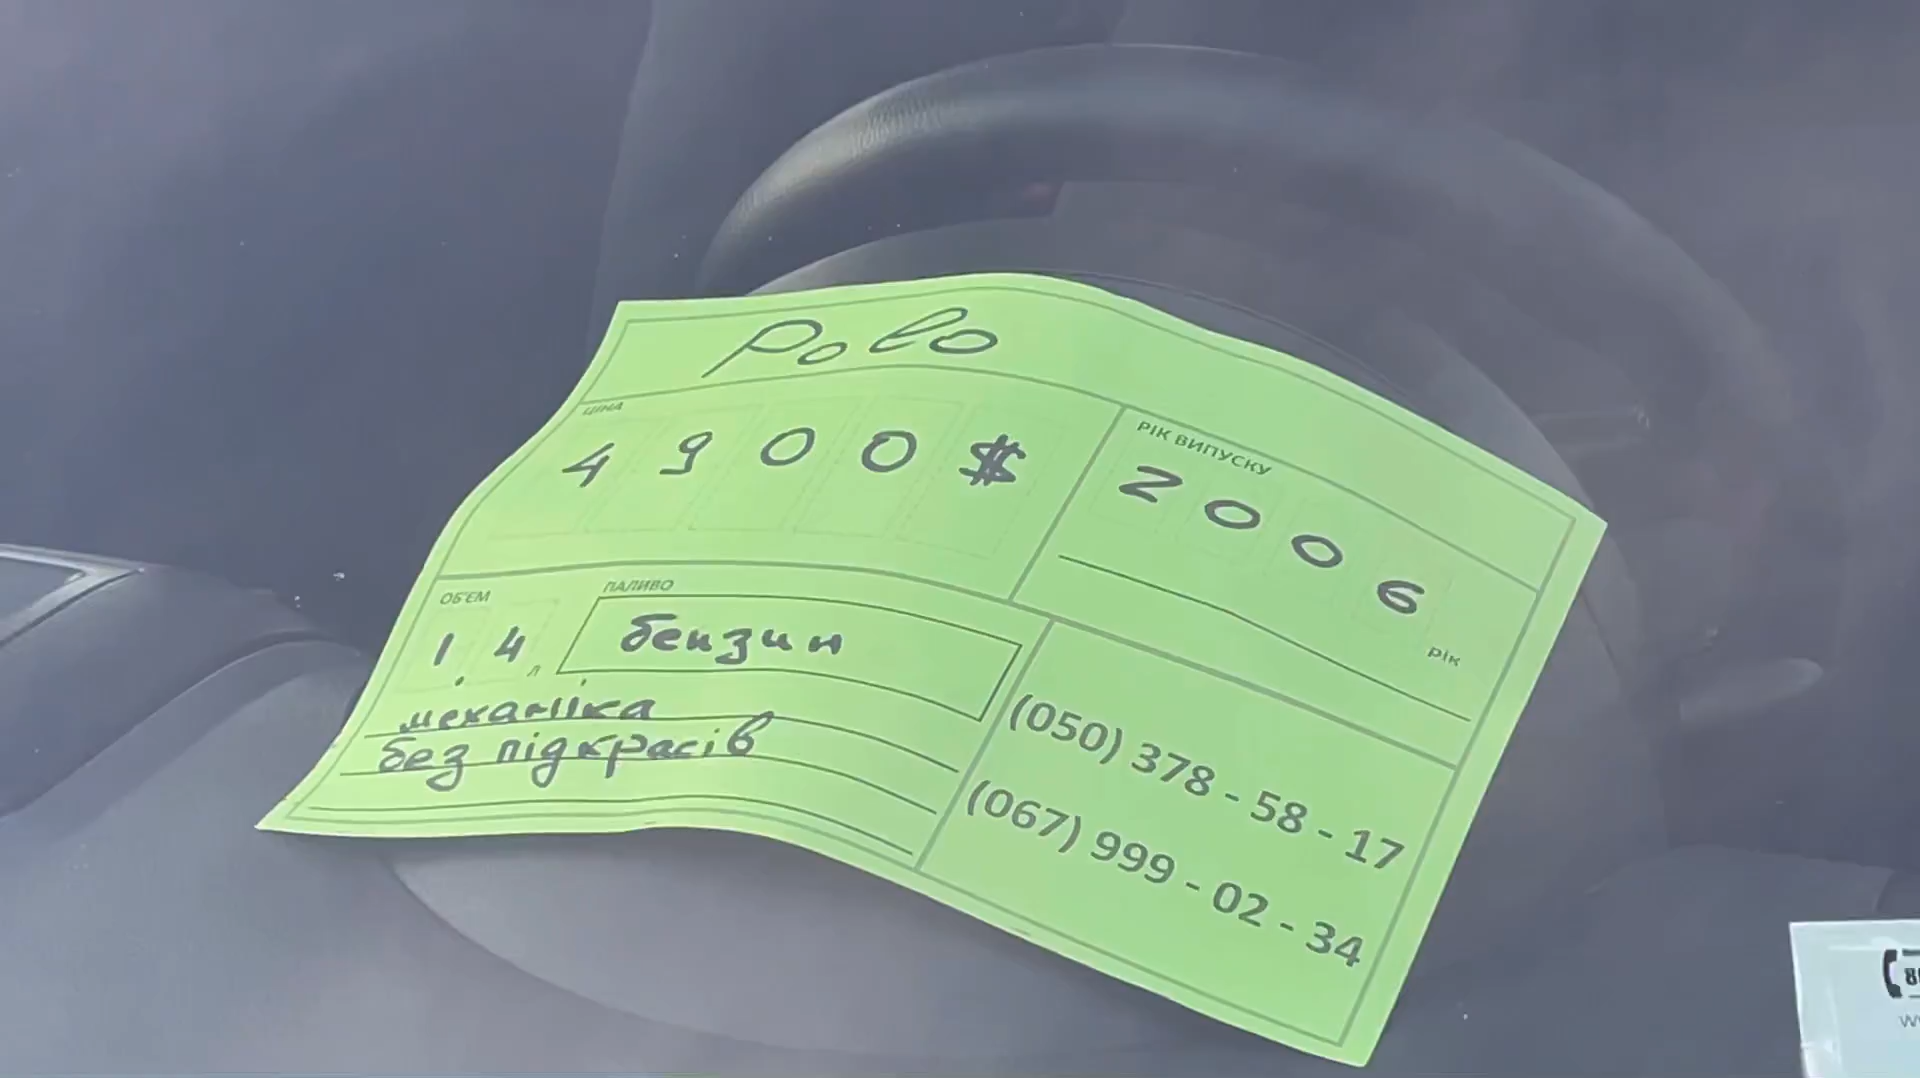 Polo
ЦІНА
4900$
РІК ВИПУСКУ
2006
рік
ОБ'ЄМ
1.4 л
ПАЛИВО
бензин
механіка
без підкрасів
(050) 378 - 58 - 17
(067) 999 - 02 - 34